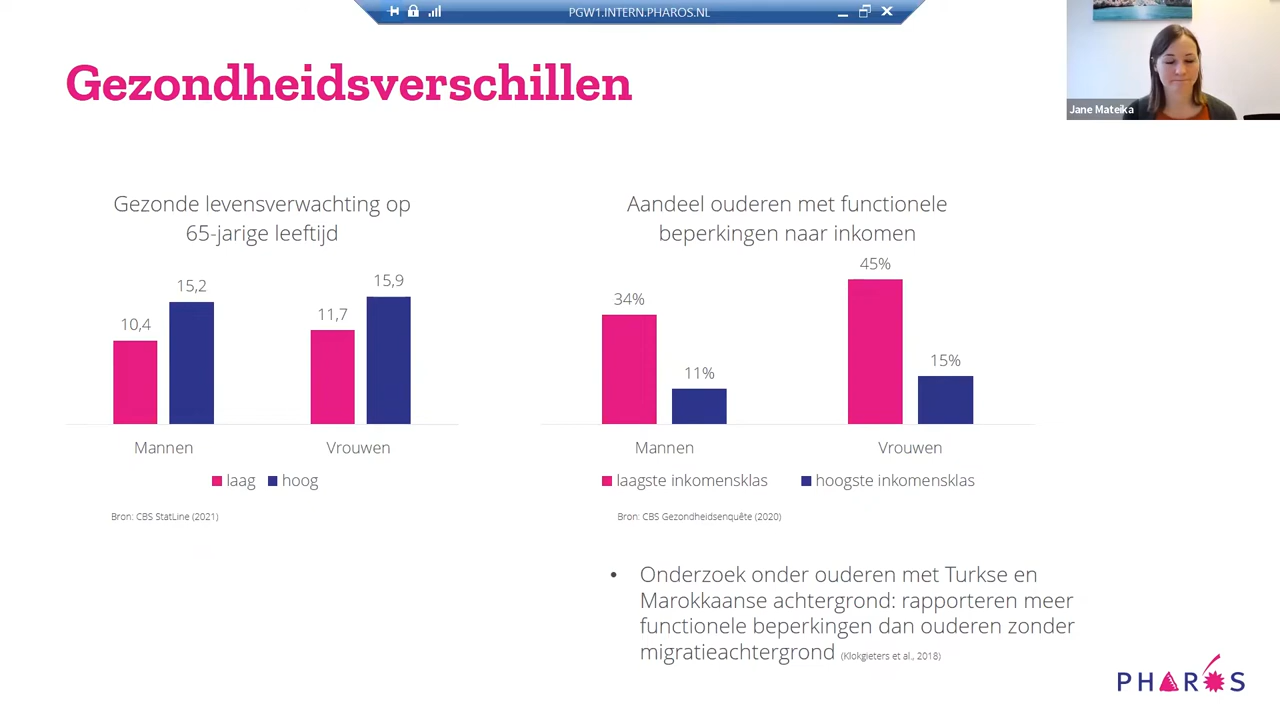 PGW1.INTERN.PHAROS.NL
Jane Mateika
Gezondheidsverschillen
Gezonde levensverwachting op
65-jarige leeftijd
15,2
15,9
10,4
11,7
Mannen
Vrouwen
laag
hoog
Bron: CBS StatLine (2021)
Aandeel ouderen met functionele
beperkingen naar inkomen
45%
34%
11%
15%
Mannen
Vrouwen
laagste inkomensklas
hoogste inkomensklas
Bron: CBS Gezondheidsenquête (2020)
• Onderzoek onder ouderen met Turkse en
Marokkaanse achtergrond: rapporteren meer
functionele beperkingen dan ouderen zonder
migratieachtergrond (Klokgieters et al., 2018)
PHAROS